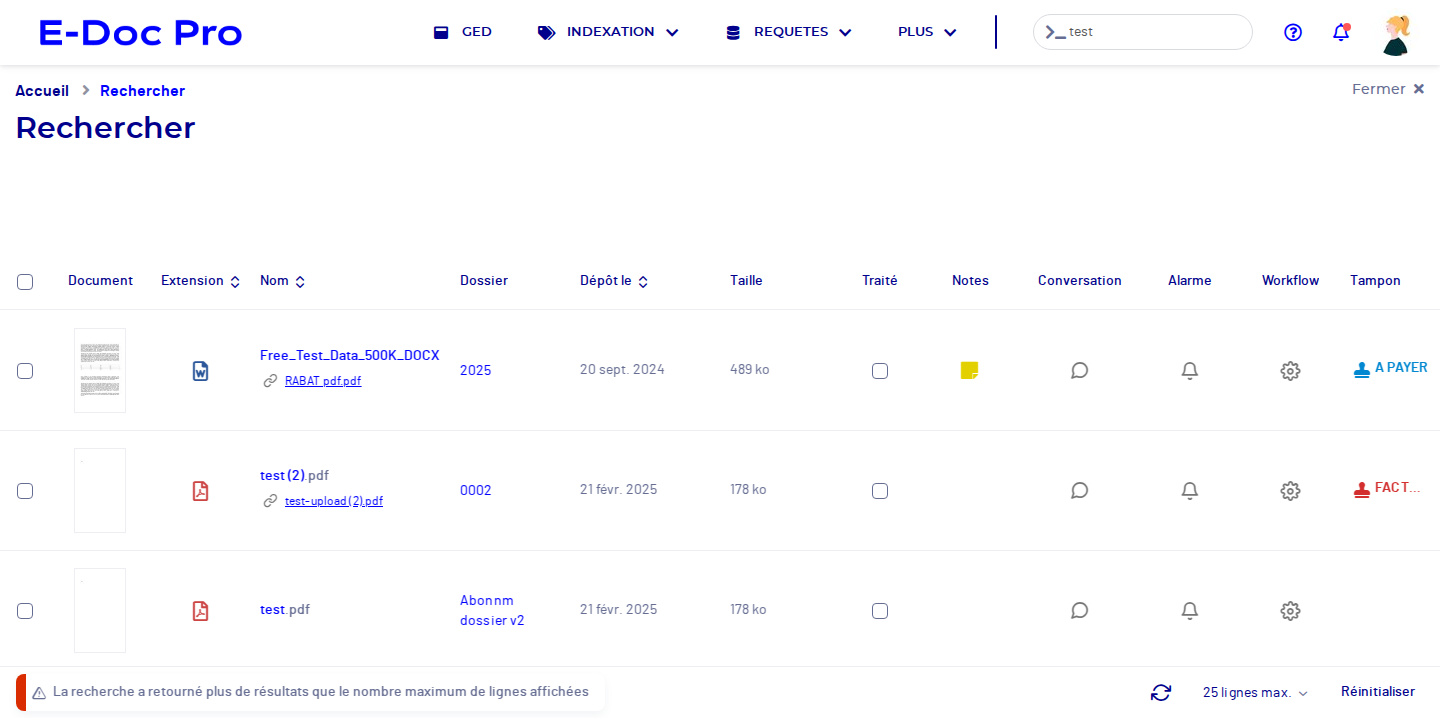 E-Doc Pro
GED
INDEXATION
REQUETES
PLUS
test
Accueil
Rechercher
Fermer
Rechercher
Document
Extension
Nom
Dossier
Dépôt le
Taille
Traité
Notes
Conversation
Alarme
Workflow
Tampon
Free_Test_Data_500K_DOCX
RABAT pdf.pdf
2025
20 sept. 2024
489 ko
A PAYER
test (2).pdf
test-upload (2).pdf
0002
21 févr. 2025
178 ko
FACT...
test.pdf
Abonnm
dossier v2
21 févr. 2025
178 ko
La recherche a retourné plus de résultats que le nombre maximum de lignes affichées
25 lignes max.
Réinitialiser